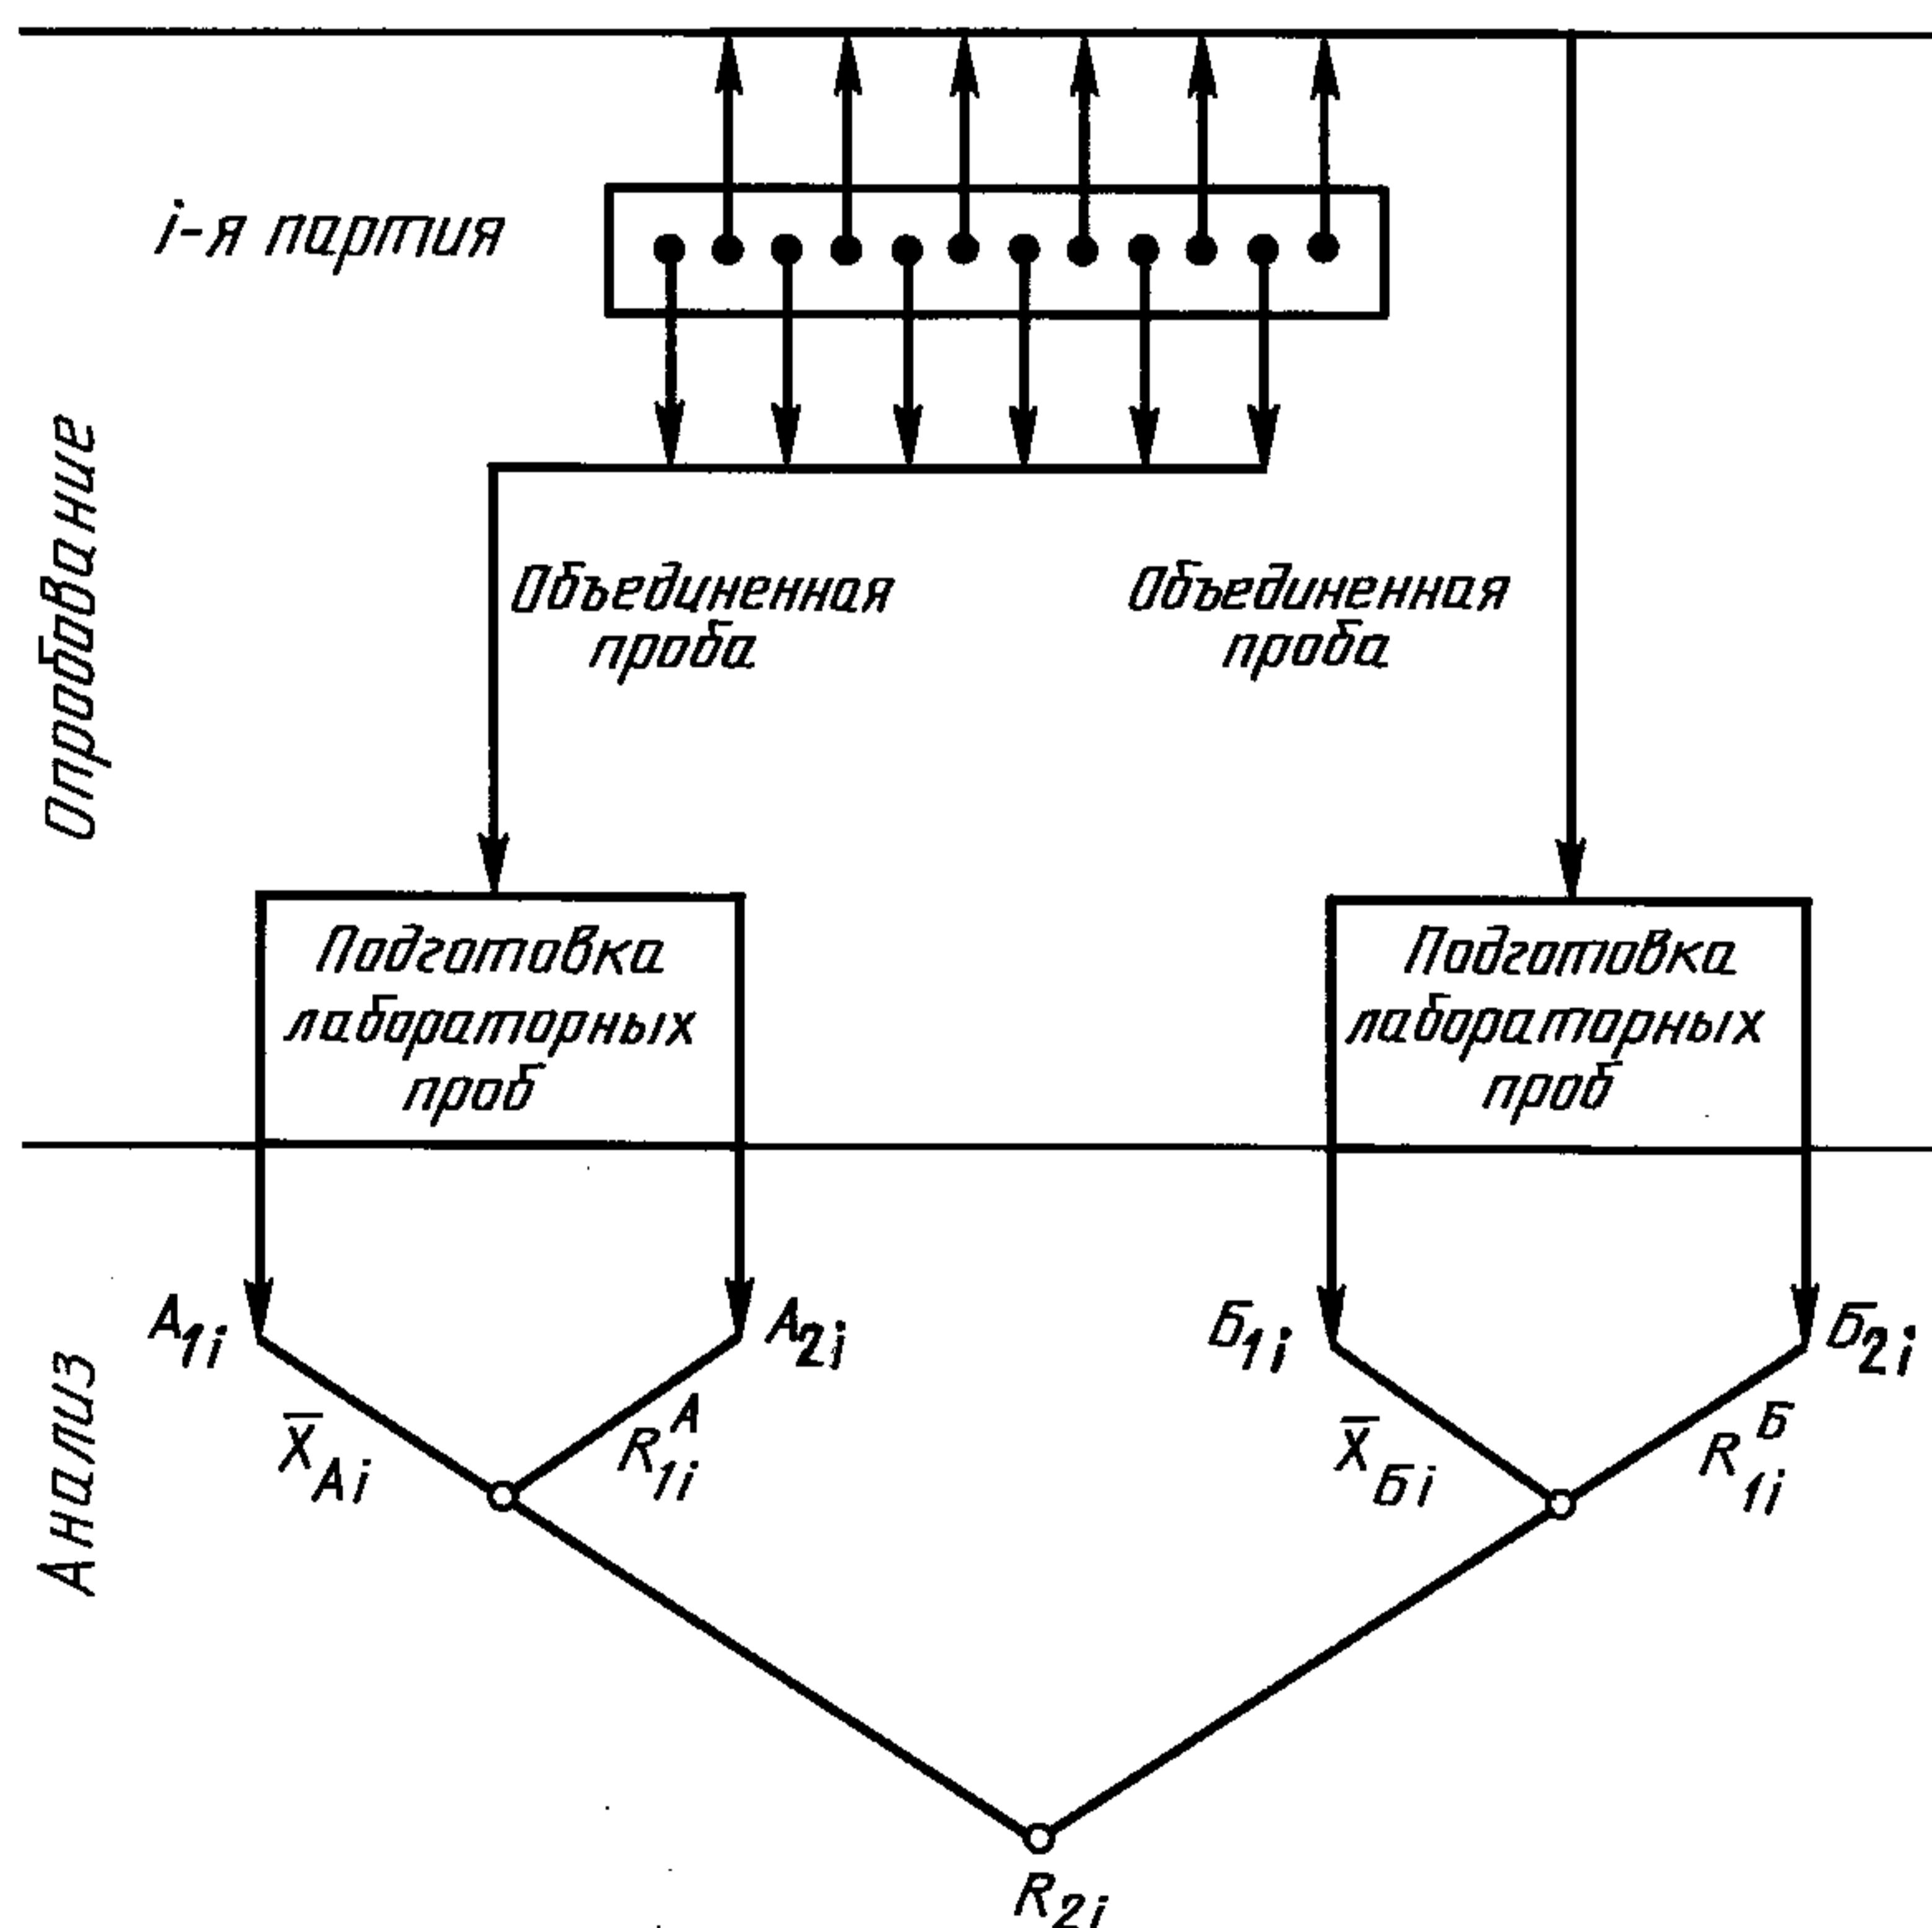 i-я партия
Опробование
Объединенная
проба
Объединенная
проба
Подготовка
лабораторных
проб
Подготовка
лабораторных
проб
Анализ
A1i
A2i
Б1i
Б2i
X̅Ai
R1iA
X̅Бi
R1iБ
R2i